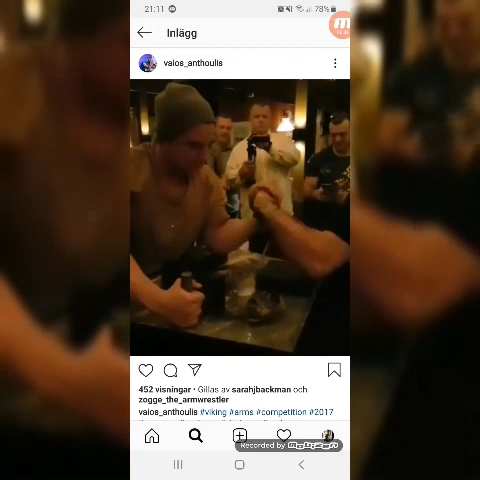 21:11
78%
Inlägg
vaios_anthoulis
452 visningar · Gillas av sarahjbackman och
zogge_the_armwrestler
vaios_anthoulis #viking #arms #competition #2017
Recorded by mobizen